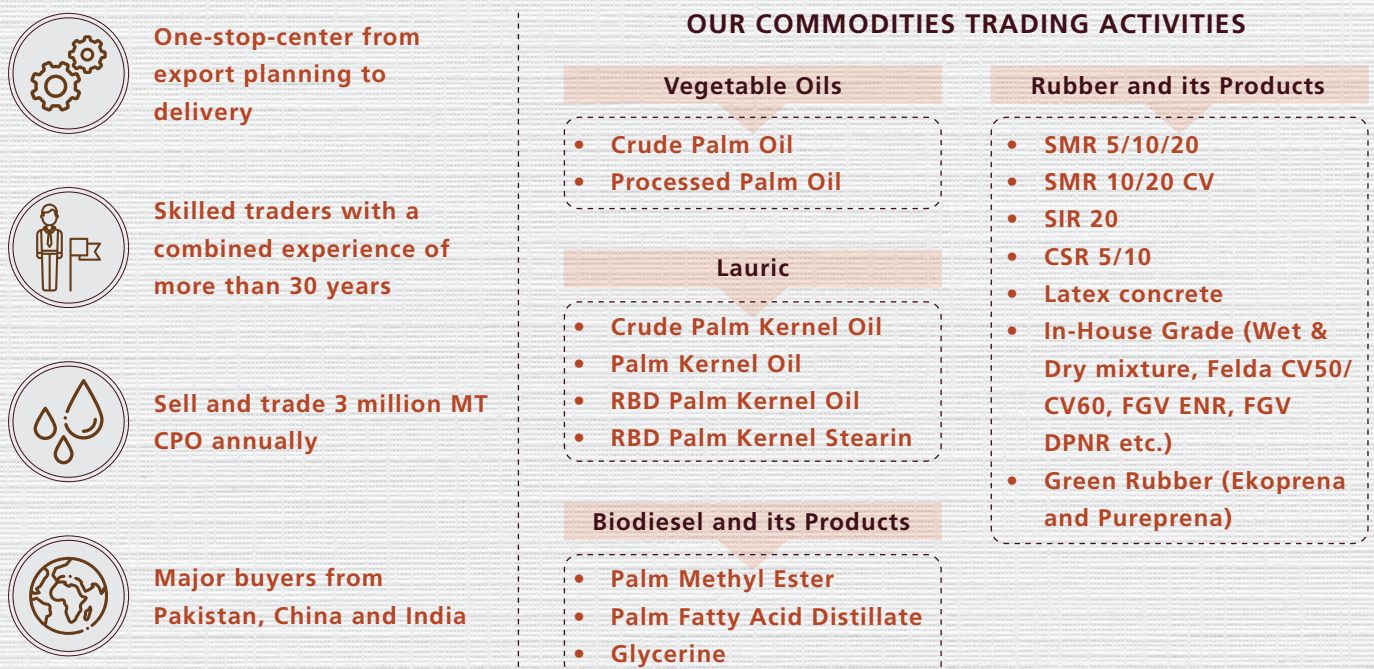 One-stop-center from
export planning to
delivery
Skilled traders with a
combined experience of
more than 30 years
Sell and trade 3 million MT
CPO annually
Major buyers from
Pakistan, China and India
OUR COMMODITIES TRADING ACTIVITIES
Vegetable Oils
• Crude Palm Oil
• Processed Palm Oil
Lauric
• Crude Palm Kernel Oil
• Palm Kernel Oil
• RBD Palm Kernel Oil
• RBD Palm Kernel Stearin
Biodiesel and its Products
• Palm Methyl Ester
• Palm Fatty Acid Distillate
• Glycerine
Rubber and its Products
• SMR 5/10/20
• SMR 10/20 CV
• SIR 20
• CSR 5/10
• Latex concrete
• In-House Grade (Wet &
Dry mixture, Felda CV50/
CV60, FGV ENR, FGV
DPNR etc.)
• Green Rubber (Ekoprena
and Pureprena)